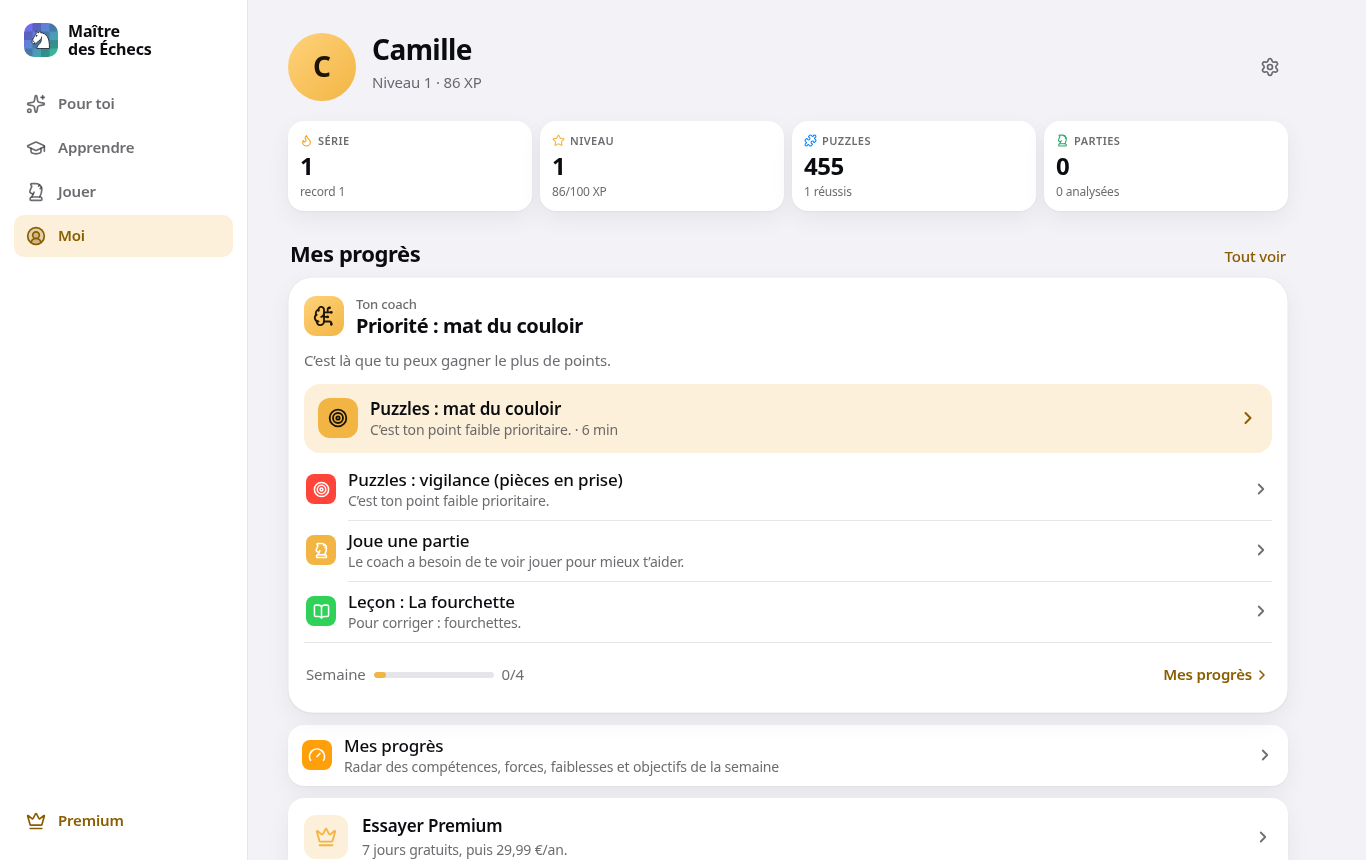 Maître
des Échecs
Pour toi
Apprendre
Jouer
Moi
Premium
C
Camille
Niveau 1 · 86 XP
SÉRIE
1
record 1
NIVEAU
1
86/100 XP
PUZZLES
455
1 réussis
PARTIES
0
0 analysées
Mes progrès
Tout voir
Ton coach
Priorité : mat du couloir
C’est là que tu peux gagner le plus de points.
Puzzles : mat du couloir
C’est ton point faible prioritaire. · 6 min
Puzzles : vigilance (pièces en prise)
C’est ton point faible prioritaire.
Joue une partie
Le coach a besoin de te voir jouer pour mieux t’aider.
Leçon : La fourchette
Pour corriger : fourchettes.
Semaine 0/4
Mes progrès
Mes progrès
Radar des compétences, forces, faiblesses et objectifs de la semaine
Essayer Premium
7 jours gratuits, puis 29,99 €/an.